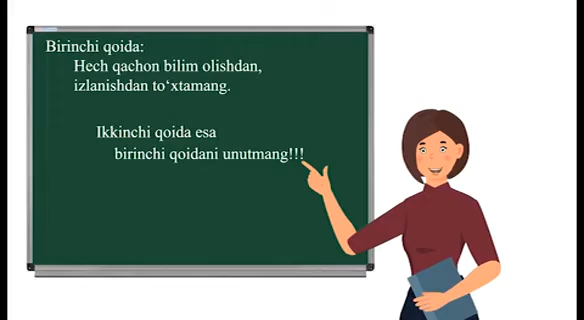 Birinchi qoida:
Hech qachon bilim olishdan,
izlanishdan to‘xtamang.
Ikkinchi qoida esa
birinchi qoidani unutmang!!!